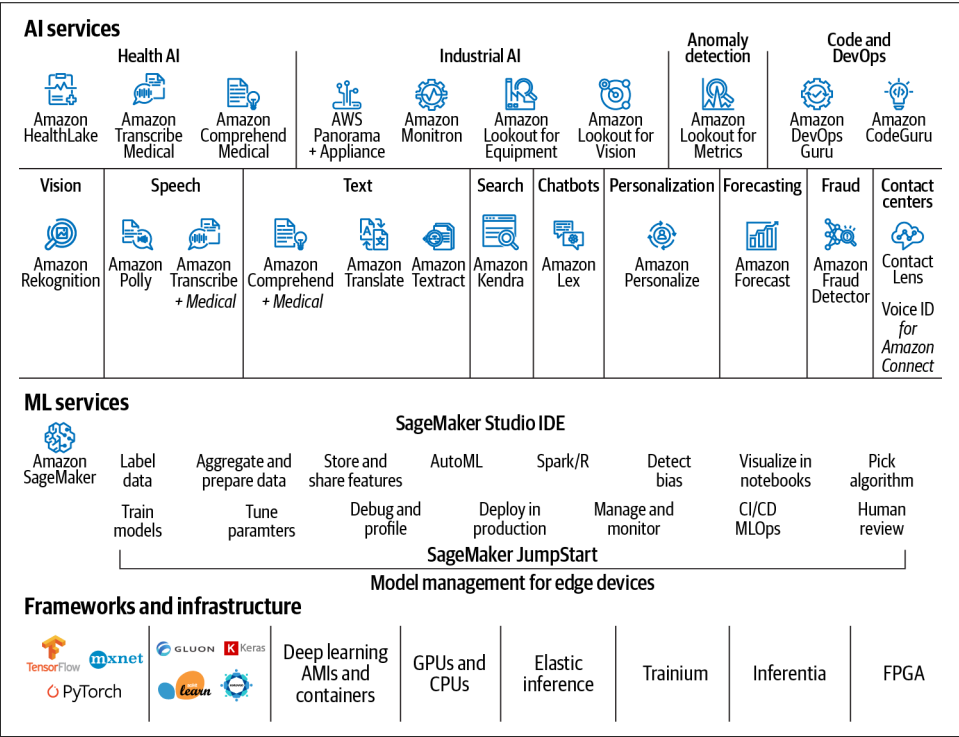 AI services
Health AI
Industrial AI
Anomaly
detection
Code and
DevOps
Amazon
HealthLake
Amazon
Transcribe
Medical
Amazon
Comprehend
Medical
AWS
Panorama
+ Appliance
Amazon
Monitron
Amazon
Lookout for
Equipment
Amazon
Lookout for
Vision
Amazon
Lookout for
Metrics
Amazon
DevOps
Guru
Amazon
CodeGuru
Vision
Speech
Text
Search
Chatbots
Personalization
Forecasting
Fraud
Contact
centers
Amazon
Rekognition
Amazon
Polly
Amazon
Transcribe
+ Medical
Amazon
Comprehend
+ Medical
Amazon
Translate
Amazon
Textract
Amazon
Kendra
Amazon
Lex
Amazon
Personalize
Amazon
Forecast
Amazon
Fraud
Detector
Contact
Lens
Voice ID
for
Amazon
Connect
ML services
SageMaker Studio IDE
Amazon
SageMaker
Label
data
Aggregate and
prepare data
Store and
share features
AutoML
Spark/R
Detect
bias
Visualize in
notebooks
Pick
algorithm
Train
models
Tune
paramters
Debug and
profile
Deploy in
production
Manage and
monitor
CI/CD
MLOps
Human
review
SageMaker JumpStart
Model management for edge devices
Frameworks and infrastructure
TensorFlow
mxnet
PyTorch
GLUON
K Keras
learn
Deep learning
AMIs and
containers
GPUs and
CPUs
Elastic
inference
Trainium
Inferentia
FPGA